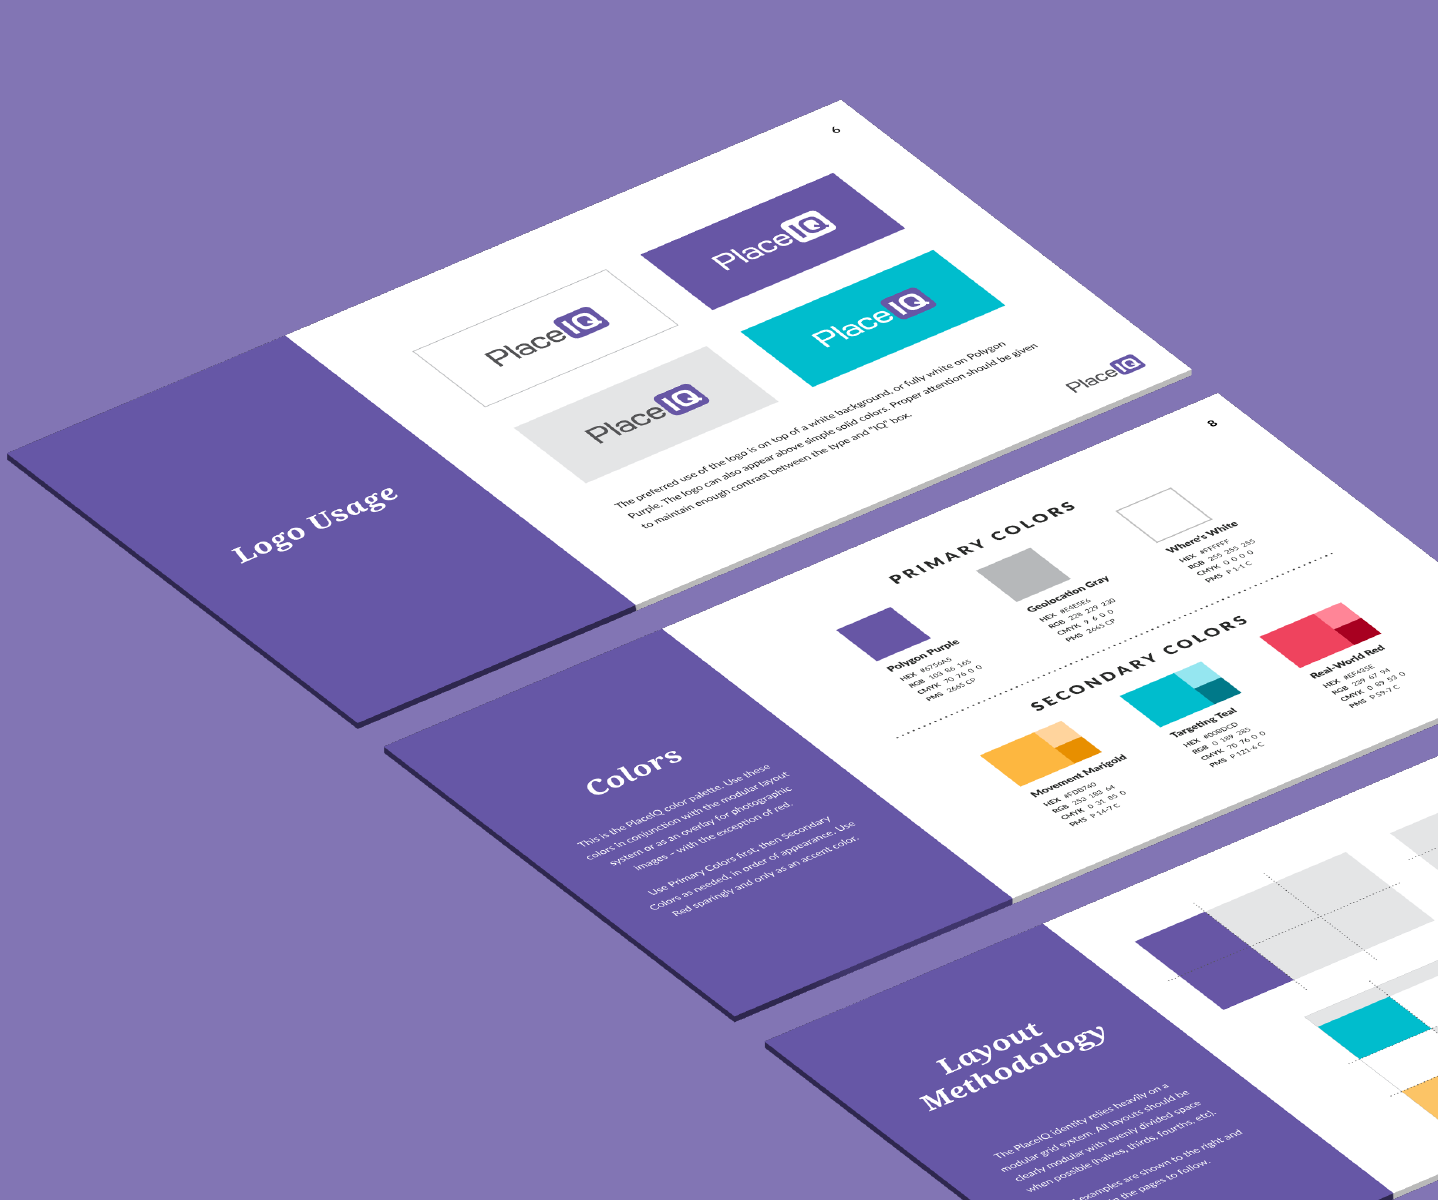 6
PlaceIQ
PlaceIQ
PlaceIQ
PlaceIQ
The preferred use of the logo is on top of a white background, or fully white on Polygon
Purple. The logo can also appear above simple solid colors. Proper attention should be given
to maintain enough contrast between the type and "IQ" box.
PlaceIQ
Logo Usage
8
PRIMARY COLORS
Polygon Purple
HEX #6756A5
RGB 103 86 165
CMYK 70 76 0 0
PMS 2665 CP
Geolocation Gray
HEX #E4E5E6
RGB 228 229 230
CMYK 9 6 0 0
PMS 2665 CP
Where's White
HEX #FFFFFF
RGB 255 255 255
CMYK 0 0 0 0
PMS P 1-1 C
SECONDARY COLORS
Movement Marigold
HEX #FDB740
RGB 253 183 64
CMYK 0 31 85 0
PMS P 14-7 C
Targeting Teal
HEX #00BDCD
RGB 0 189 285
CMYK 70 76 0 0
PMS P 121-6 C
Real-World Red
HEX #EF435E
RGB 239 67 94
CMYK 0 89 53 0
PMS P 59-7 C
Colors
This is the PlaceIQ color palette. Use these
colors in conjunction with the modular layout
system or as an overlay for photographic
images – with the exception of red.
Use Primary Colors first, then Secondary
Colors as needed, in order of appearance. Use
Red sparingly and only as an accent color.
Layout
Methodology
The PlaceIQ identity relies heavily on a
modular grid system. All layouts should be
clearly modular with evenly divided space
when possible (halves, thirds, fourths, etc).
examples are shown to the right and
in the pages to follow.